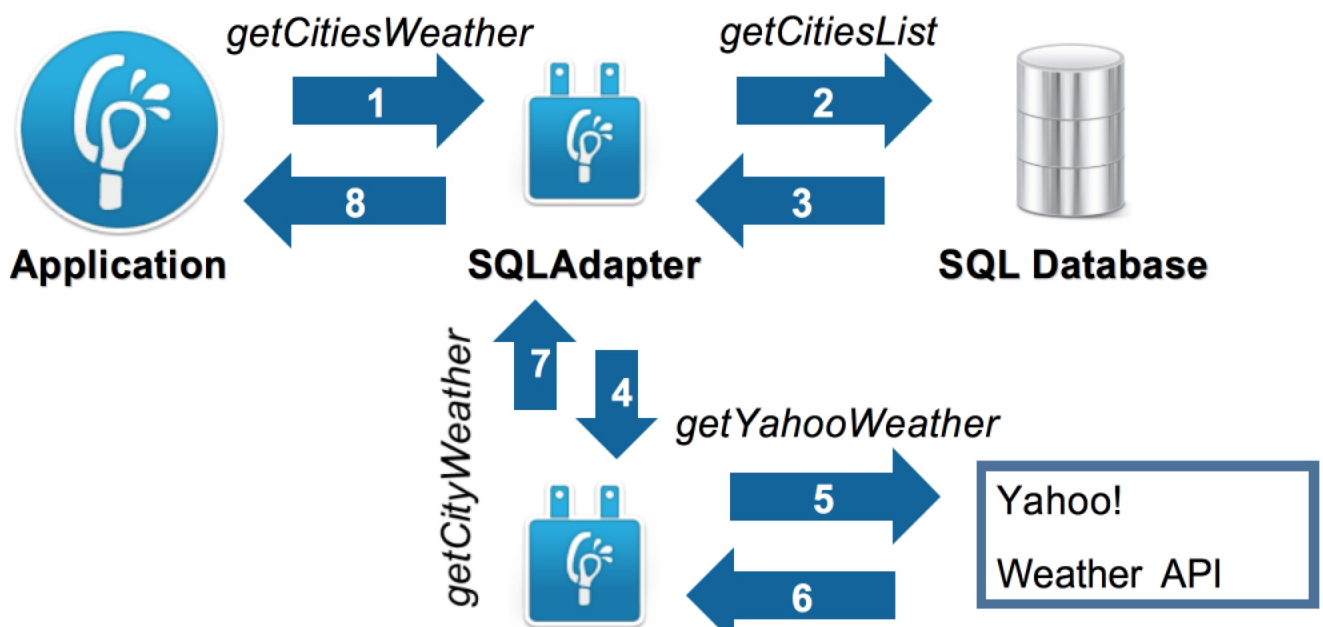 getCitiesWeather
getCitiesList
1
2
8
3
Application
SQLAdapter
SQL Database
getCityWeather
7
4
getYahooWeather
5
Yahoo!
Weather API
6